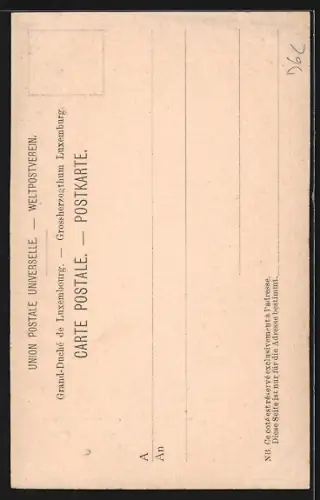 UNION POSTALE UNIVERSELLE. — WELTPOSTVEREIN.
Grand-Duché de Luxembourg. — Grossherzogthum Luxemburg.
CARTE POSTALE. — POSTKARTE.
A
An
NB. Ce côté est réservé exclusivement à l'adresse.
Diese Seite ist nur für die Adresse bestimmt.